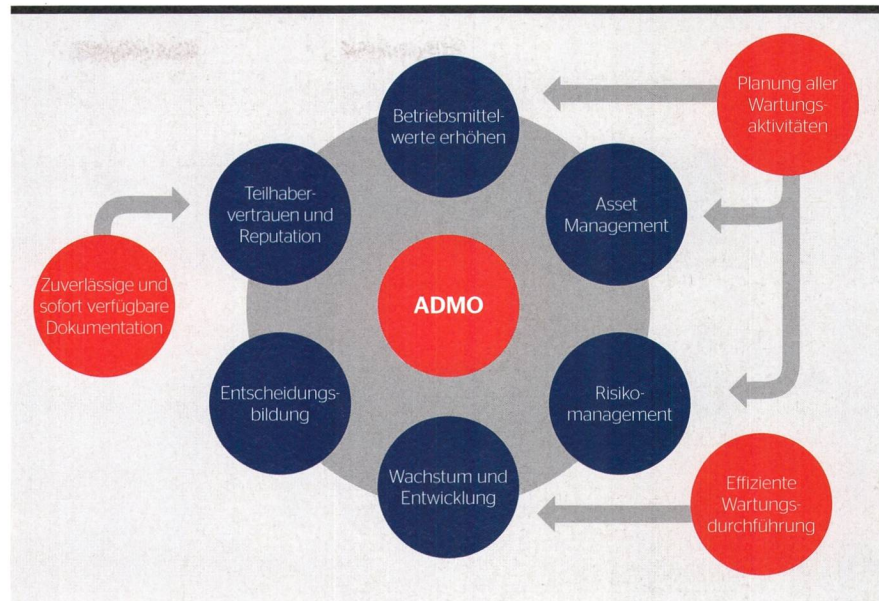 Planung aller
Wartungs-
aktivitäten
Betriebsmittel-
werte erhöhen
Teilhaber-
vertrauen und
Reputation
Asset
Management
Zuverlässige und
sofort verfügbare
Dokumentation
ADMO
Entscheidungs-
bildung
Risiko-
management
Wachstum und
Entwicklung
Effiziente
Wartungs-
durchführung